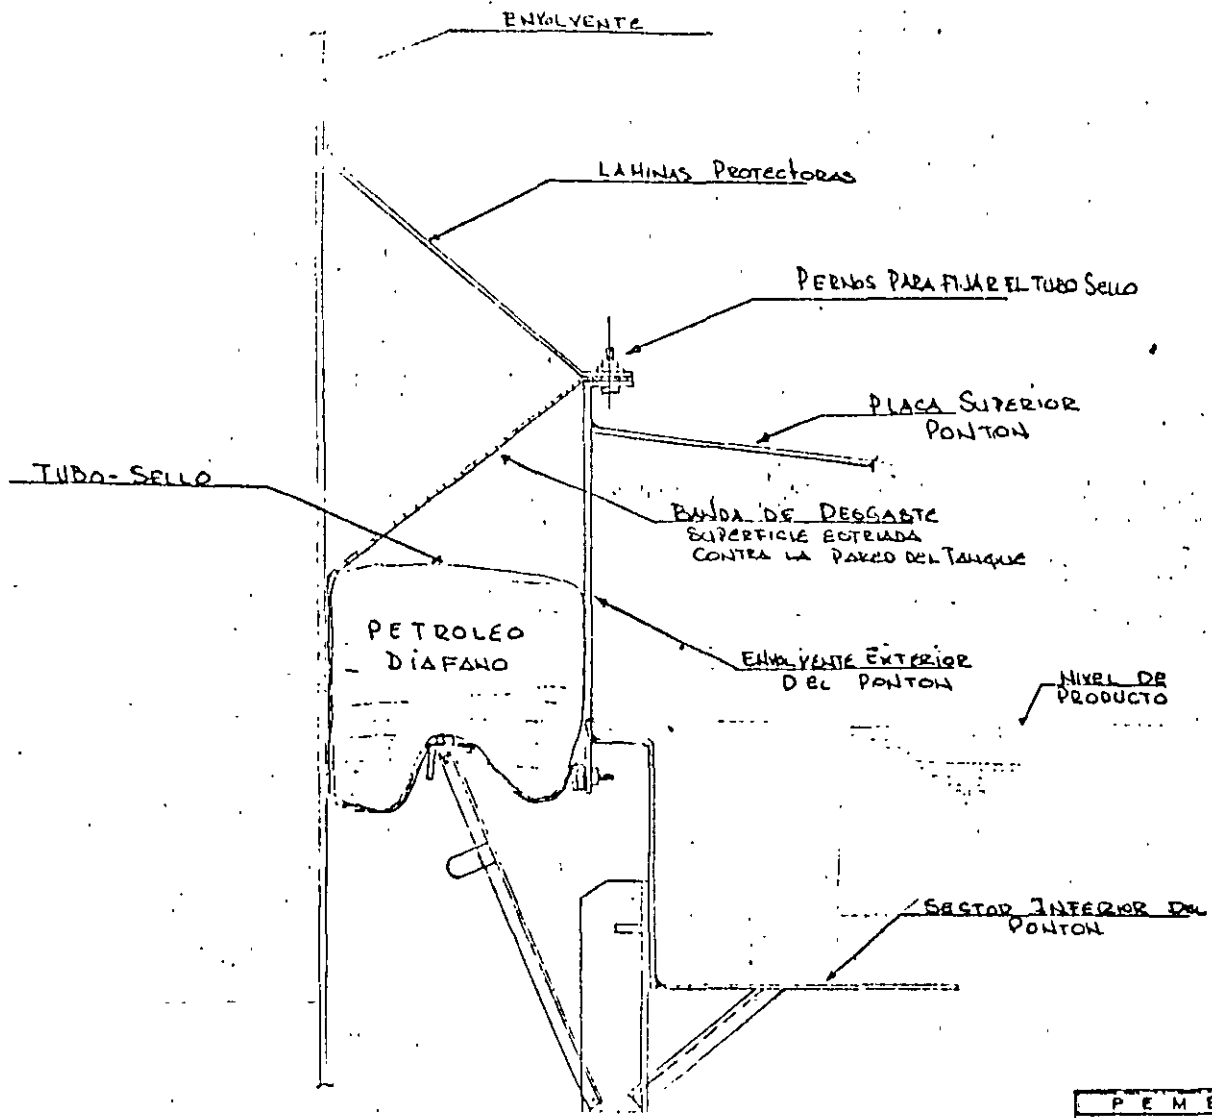 ENVOLVENTE
LAMINAS PROTECTORAS
PERNOS PARA FIJAR EL TUBO SELLO
PLACA SUPERIOR
PONTON
TUBO-SELLO
BANDA DE DESGASTE
SUPERFICIE ESTRIADA
CONTRA LA PARED DEL TANQUE
PETROLEO
DIAFANO
ENVOLVENTE EXTERIOR
DEL PONTON
NIVEL DE
PRODUCTO
SECTOR INFERIOR DEL
PONTON
P E M E